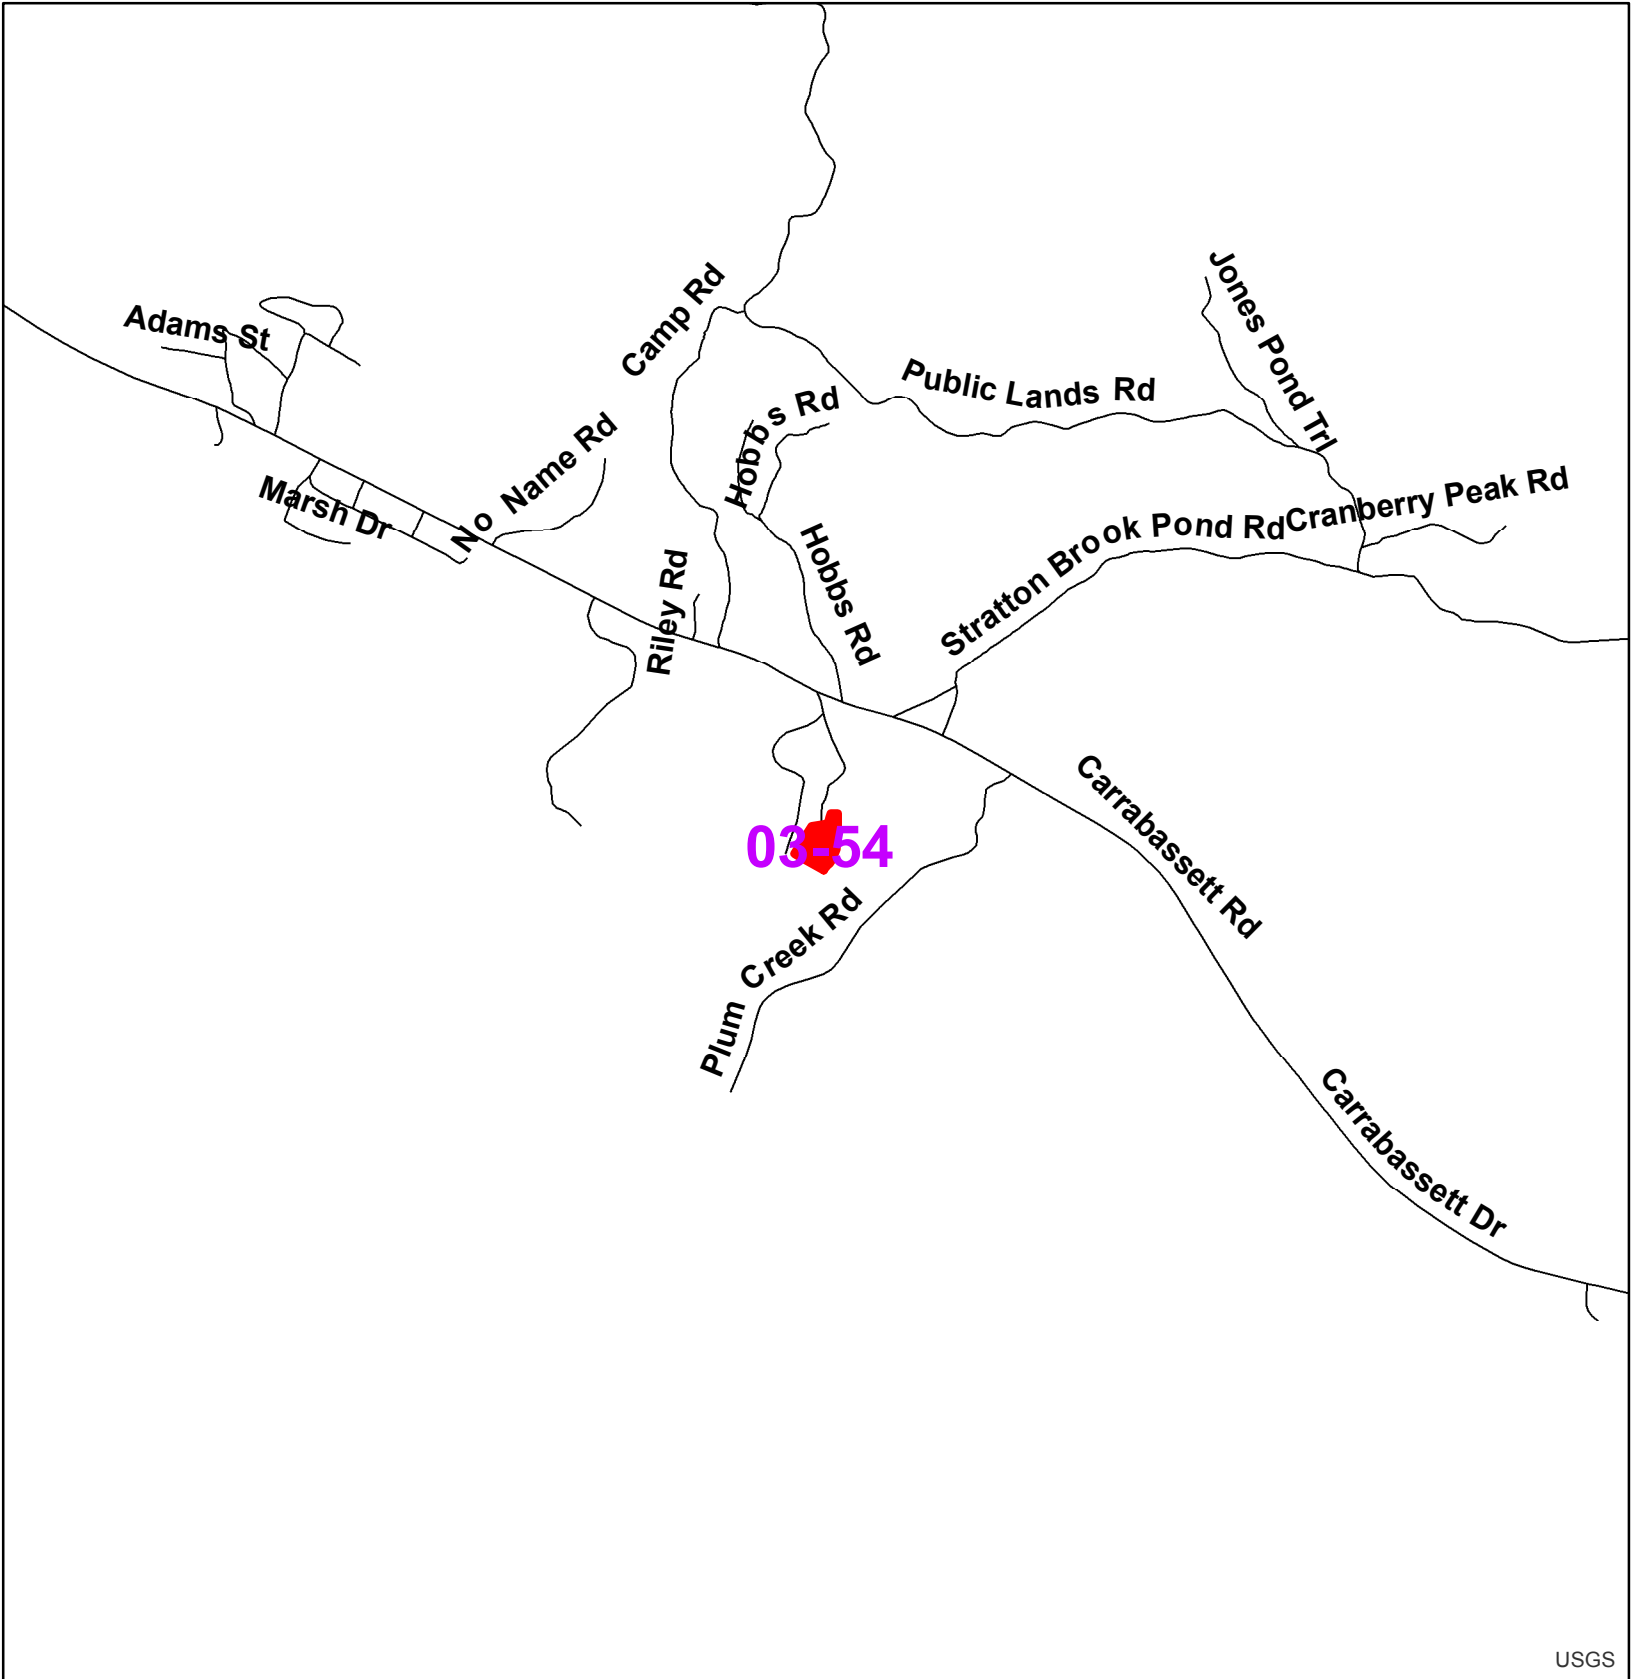 Jones Pond Trl
Camp Rd
Adams St
Public Lands Rd
Hobbs Rd
No Name Rd
Marsh Dr
Cranberry Peak Rd
Stratton Brook Pond Rd
Hobbs Rd
Riley Rd
Carrabassett Rd
03-54
Plum Creek Rd
Carrabassett Dr
USGS